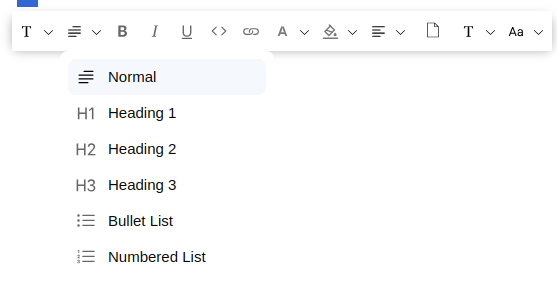 T B I U <> A T Aa
Normal
H1 Heading 1
H2 Heading 2
H3 Heading 3
Bullet List
Numbered List